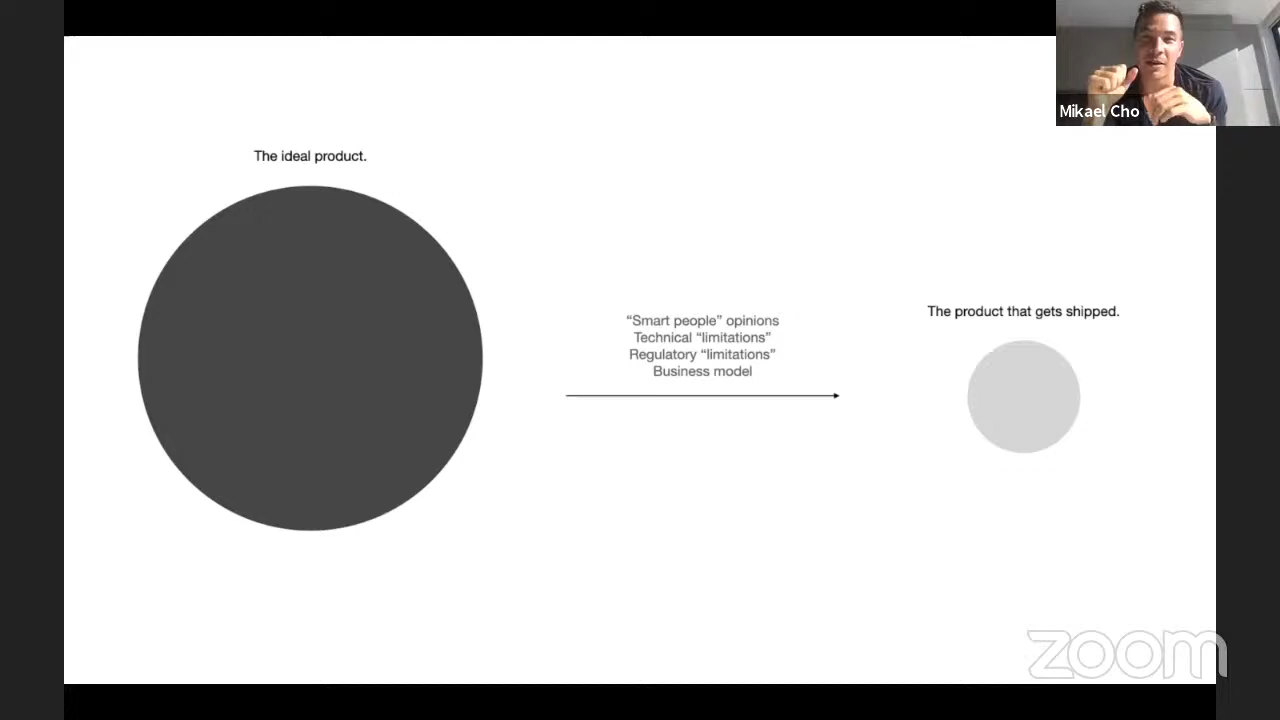 Mikael Cho
The ideal product.
“Smart people” opinions
Technical “limitations”
Regulatory “limitations”
Business model
The product that gets shipped.
zoom